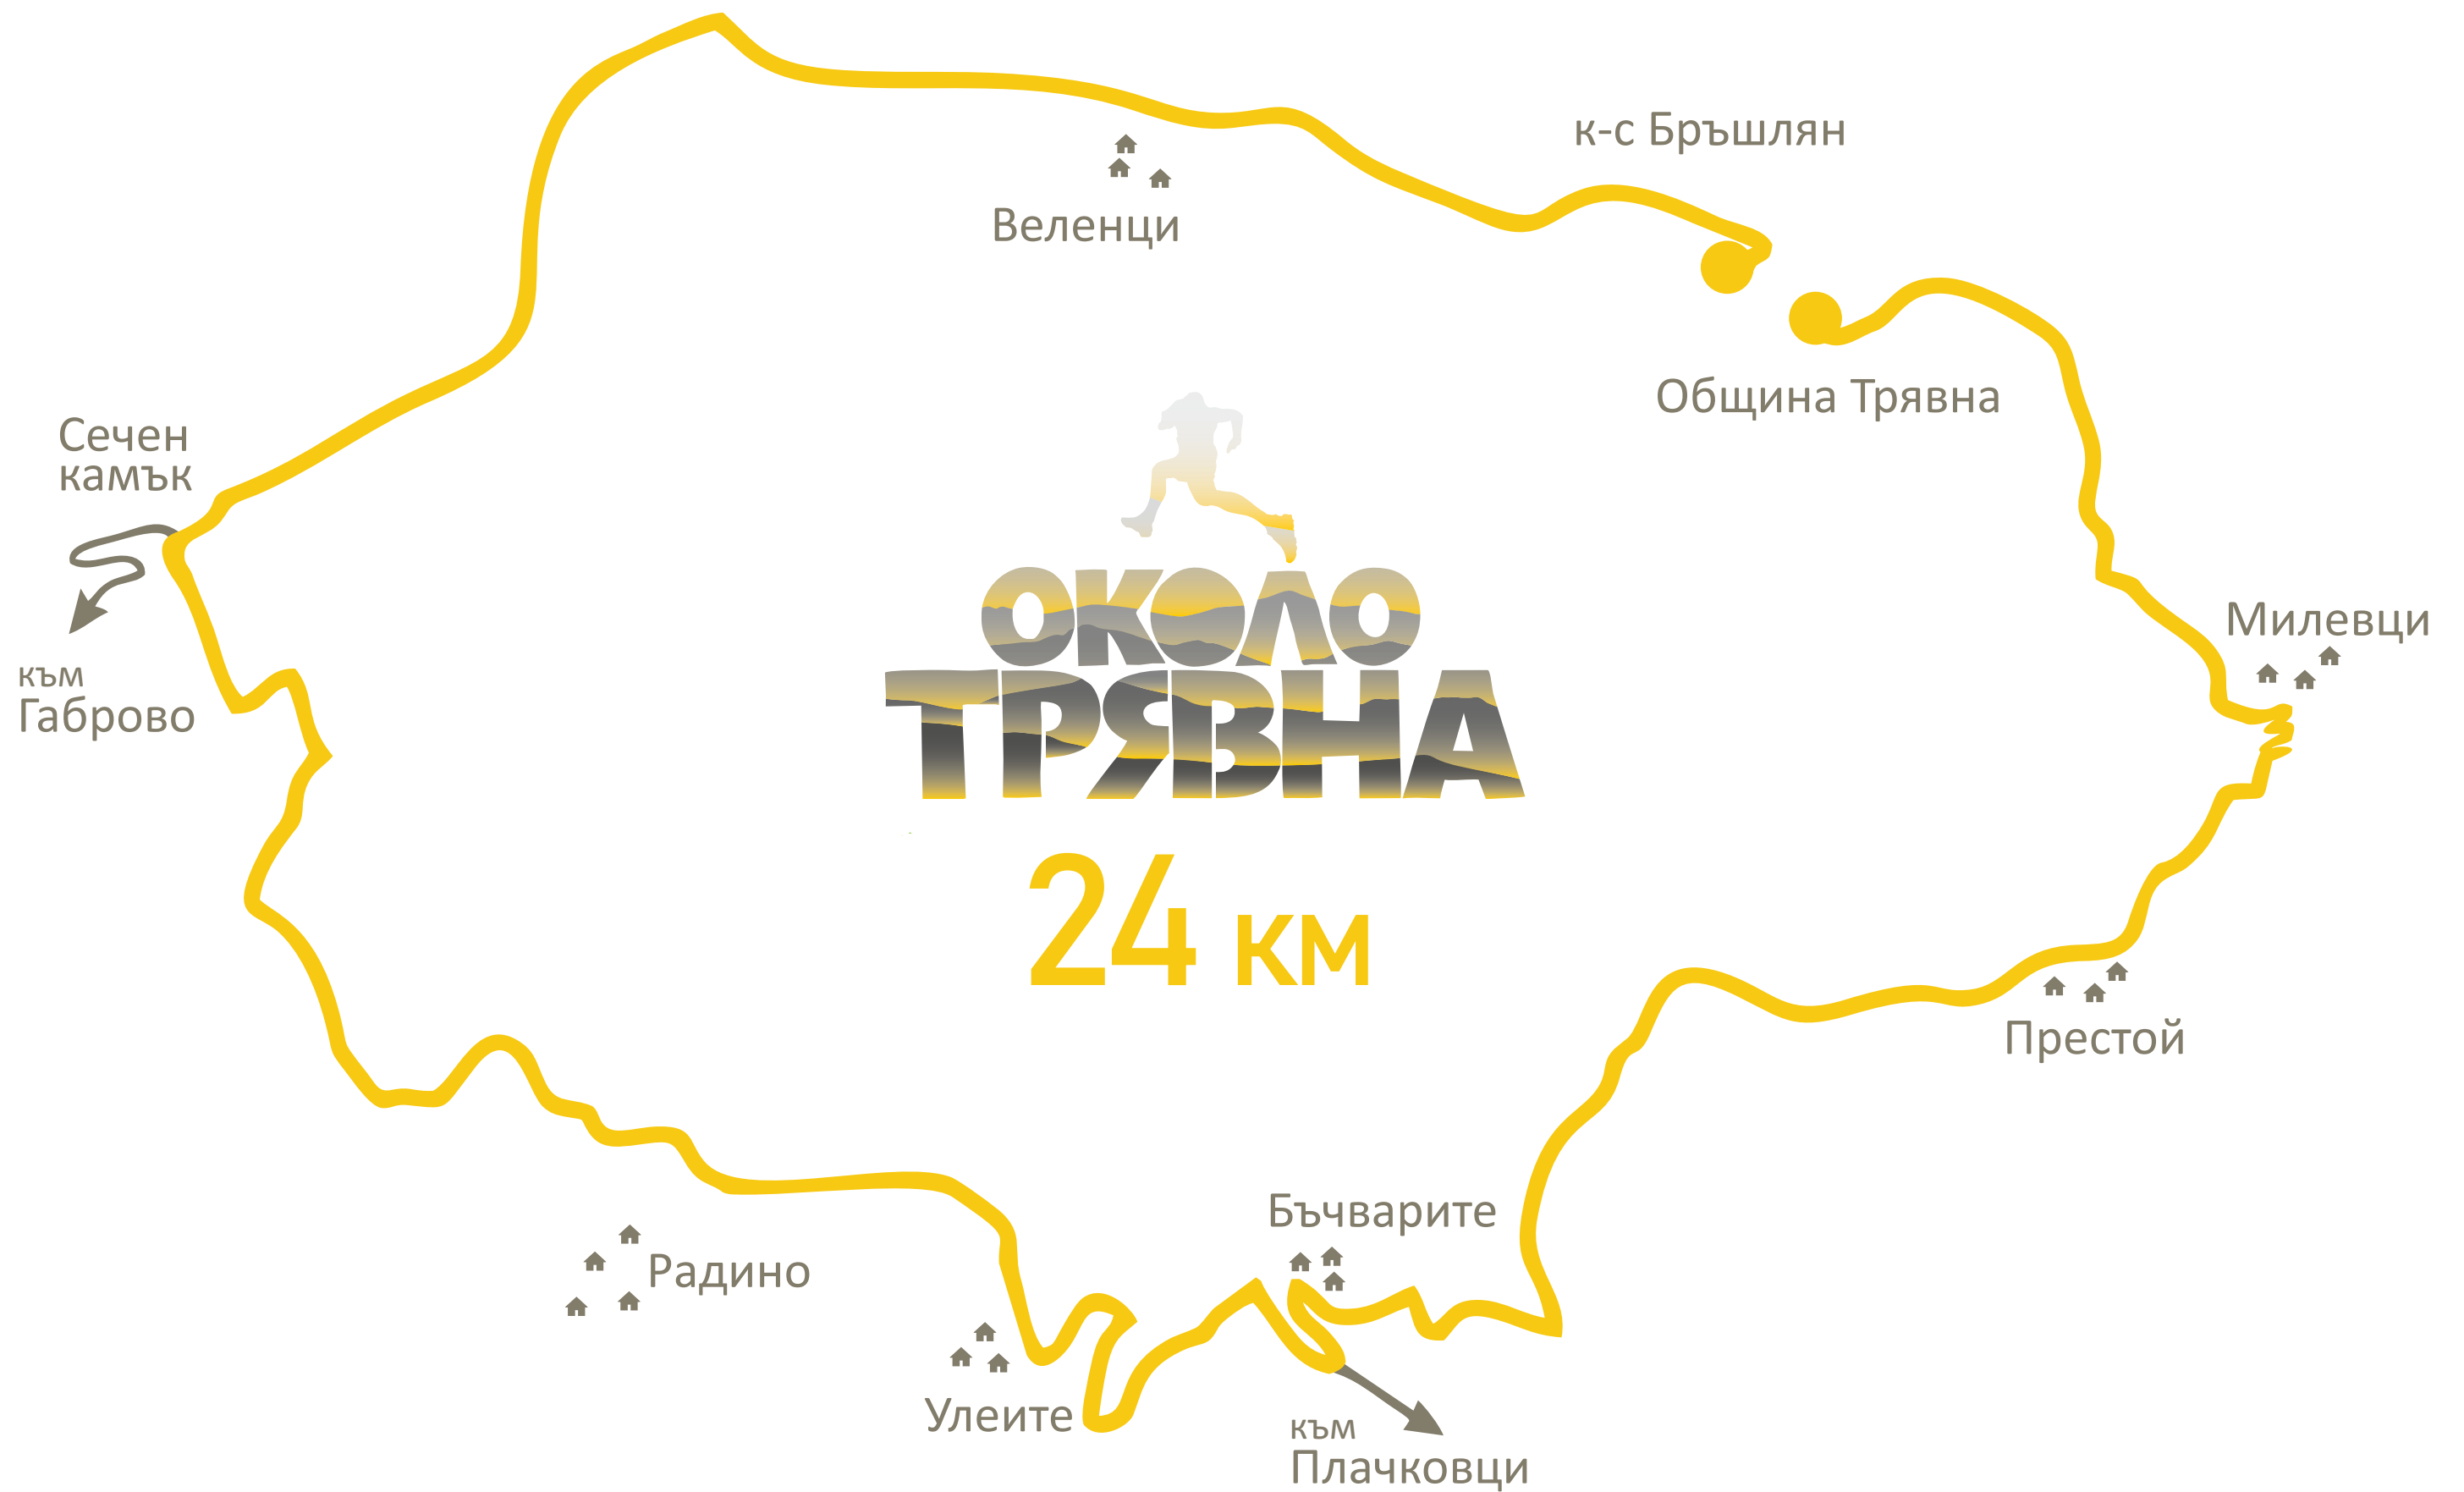 к-с Бръшлян
Веленци
Община Трявна
Сечен
камък
Милевци
към
Габрово
ОКОЛО
ТРЯВНА
24 км
Престой
Бъчварите
Радино
Улеите
към
Плачковци